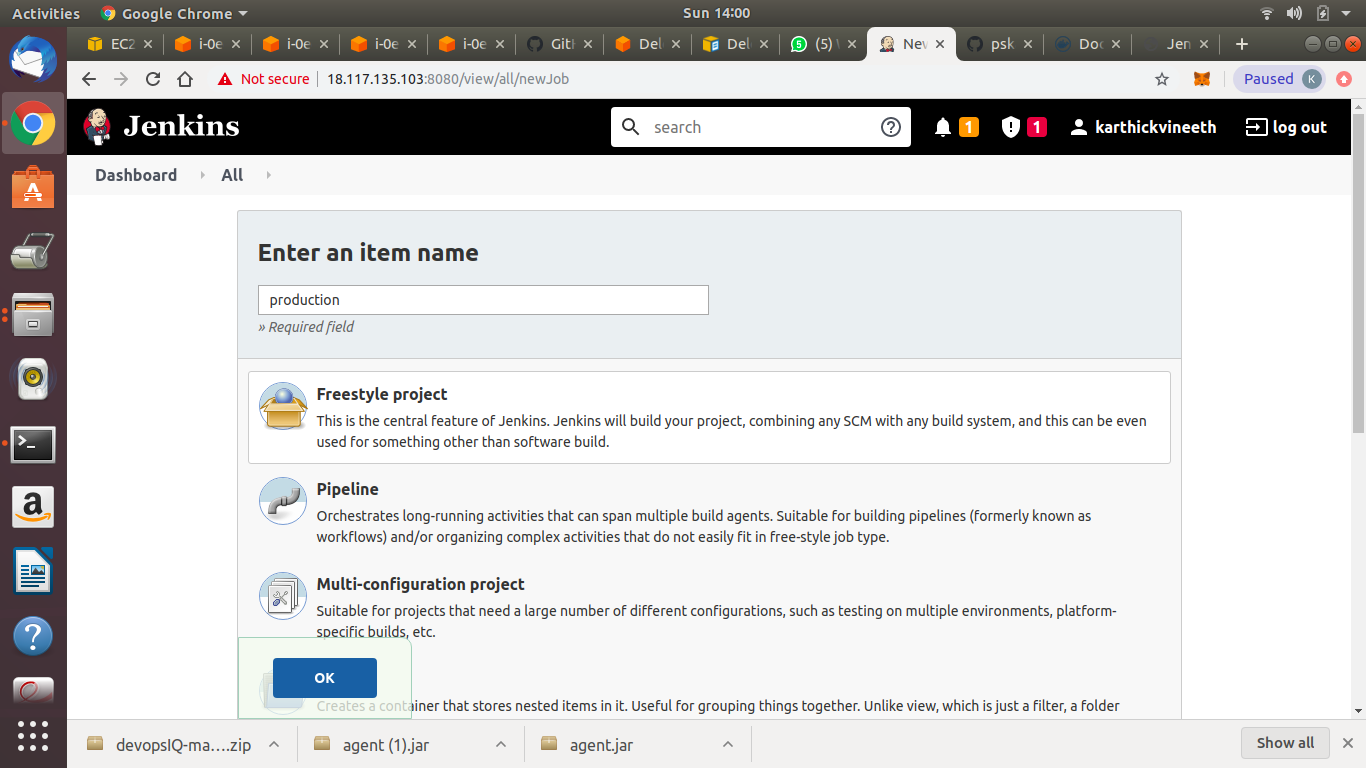 Activities
Google Chrome
Sun 14:00
EC2
i-0e
i-0e
i-0e
i-0e
Gitl
Del
Del
(5)
New
psk
Doc
Jen
Not secure
18.117.135.103:8080/view/all/newJob
Paused
K
Jenkins
search
1
1
karthickvineeth
log out
Dashboard
All
Enter an item name
production
» Required field
Freestyle project
This is the central feature of Jenkins. Jenkins will build your project, combining any SCM with any build system, and this can be even
used for something other than software build.
Pipeline
Orchestrates long-running activities that can span multiple build agents. Suitable for building pipelines (formerly known as
workflows) and/or organizing complex activities that do not easily fit in free-style job type.
Multi-configuration project
Suitable for projects that need a large number of different configurations, such as testing on multiple environments, platform-
specific builds, etc.
OK
Creates a container that stores nested items in it. Useful for grouping things together. Unlike view, which is just a filter, a folder
devopsIQ-ma....zip
agent (1).jar
agent.jar
Show all